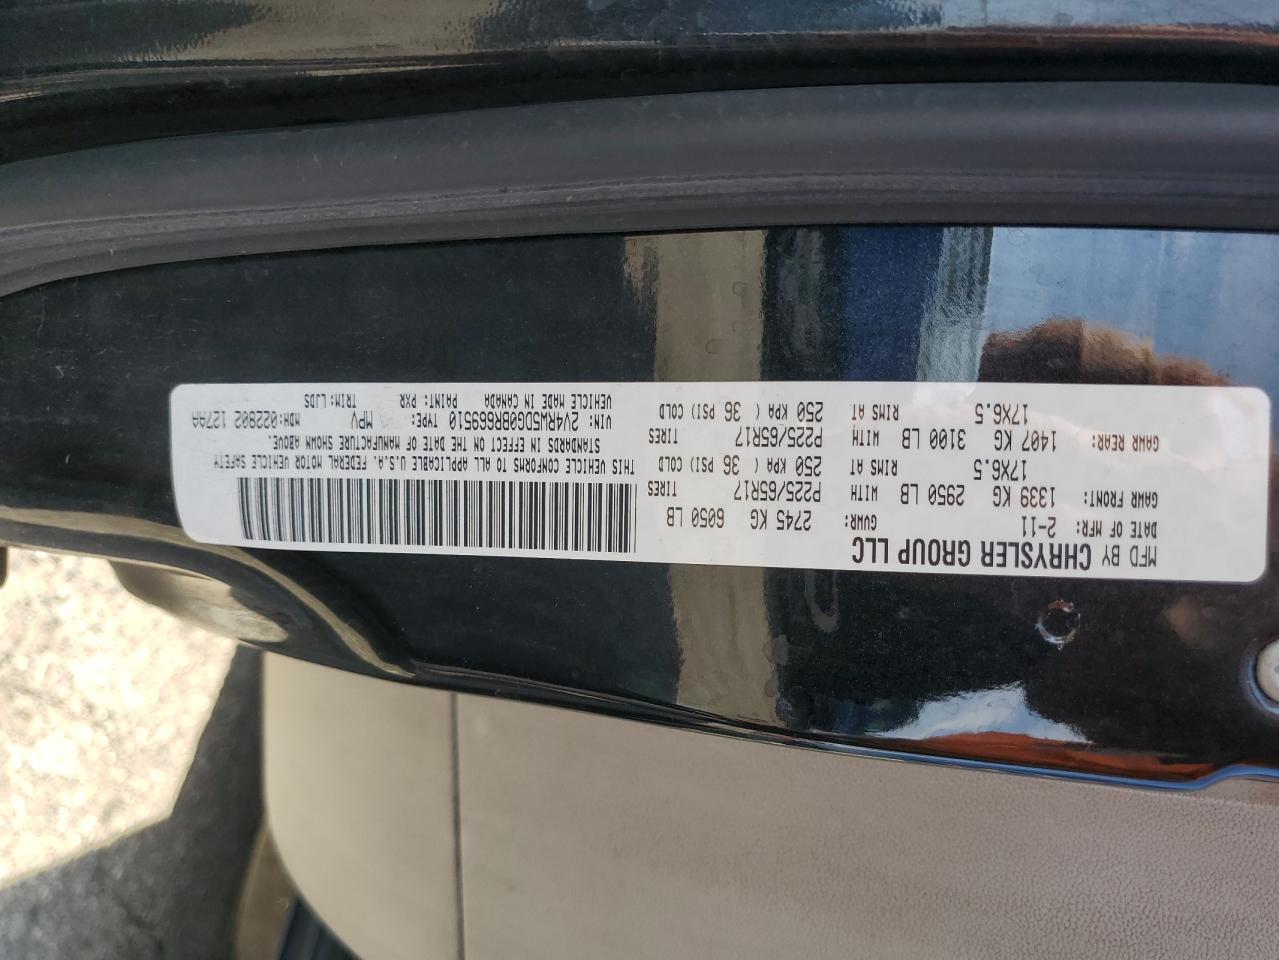 MFD BY CHRYSLER GROUP LLC
DATE OF MFR: 2-11 GVWR: 2745 KG 6050 LB
GAWR FRONT: 1339 KG 2950 LB WITH P225/65R17 TIRES
17X6.5 RIMS AT 250 KPA ( 36 PSI) COLD
GAWR REAR: 1407 KG 3100 LB WITH P225/65R17 TIRES
17X6.5 RIMS AT 250 KPA ( 36 PSI) COLD
THIS VEHICLE CONFORMS TO ALL APPLICABLE U.S.A. FEDERAL MOTOR VEHICLE SAFETY
STANDARDS IN EFFECT ON THE DATE OF MANUFACTURE SHOWN ABOVE.
VIN: 2V4RW5DG0BR669510 TYPE: MPV MDH:022802 127AA
VEHICLE MADE IN CANADA PAINT: PXR TRIM: LJDS